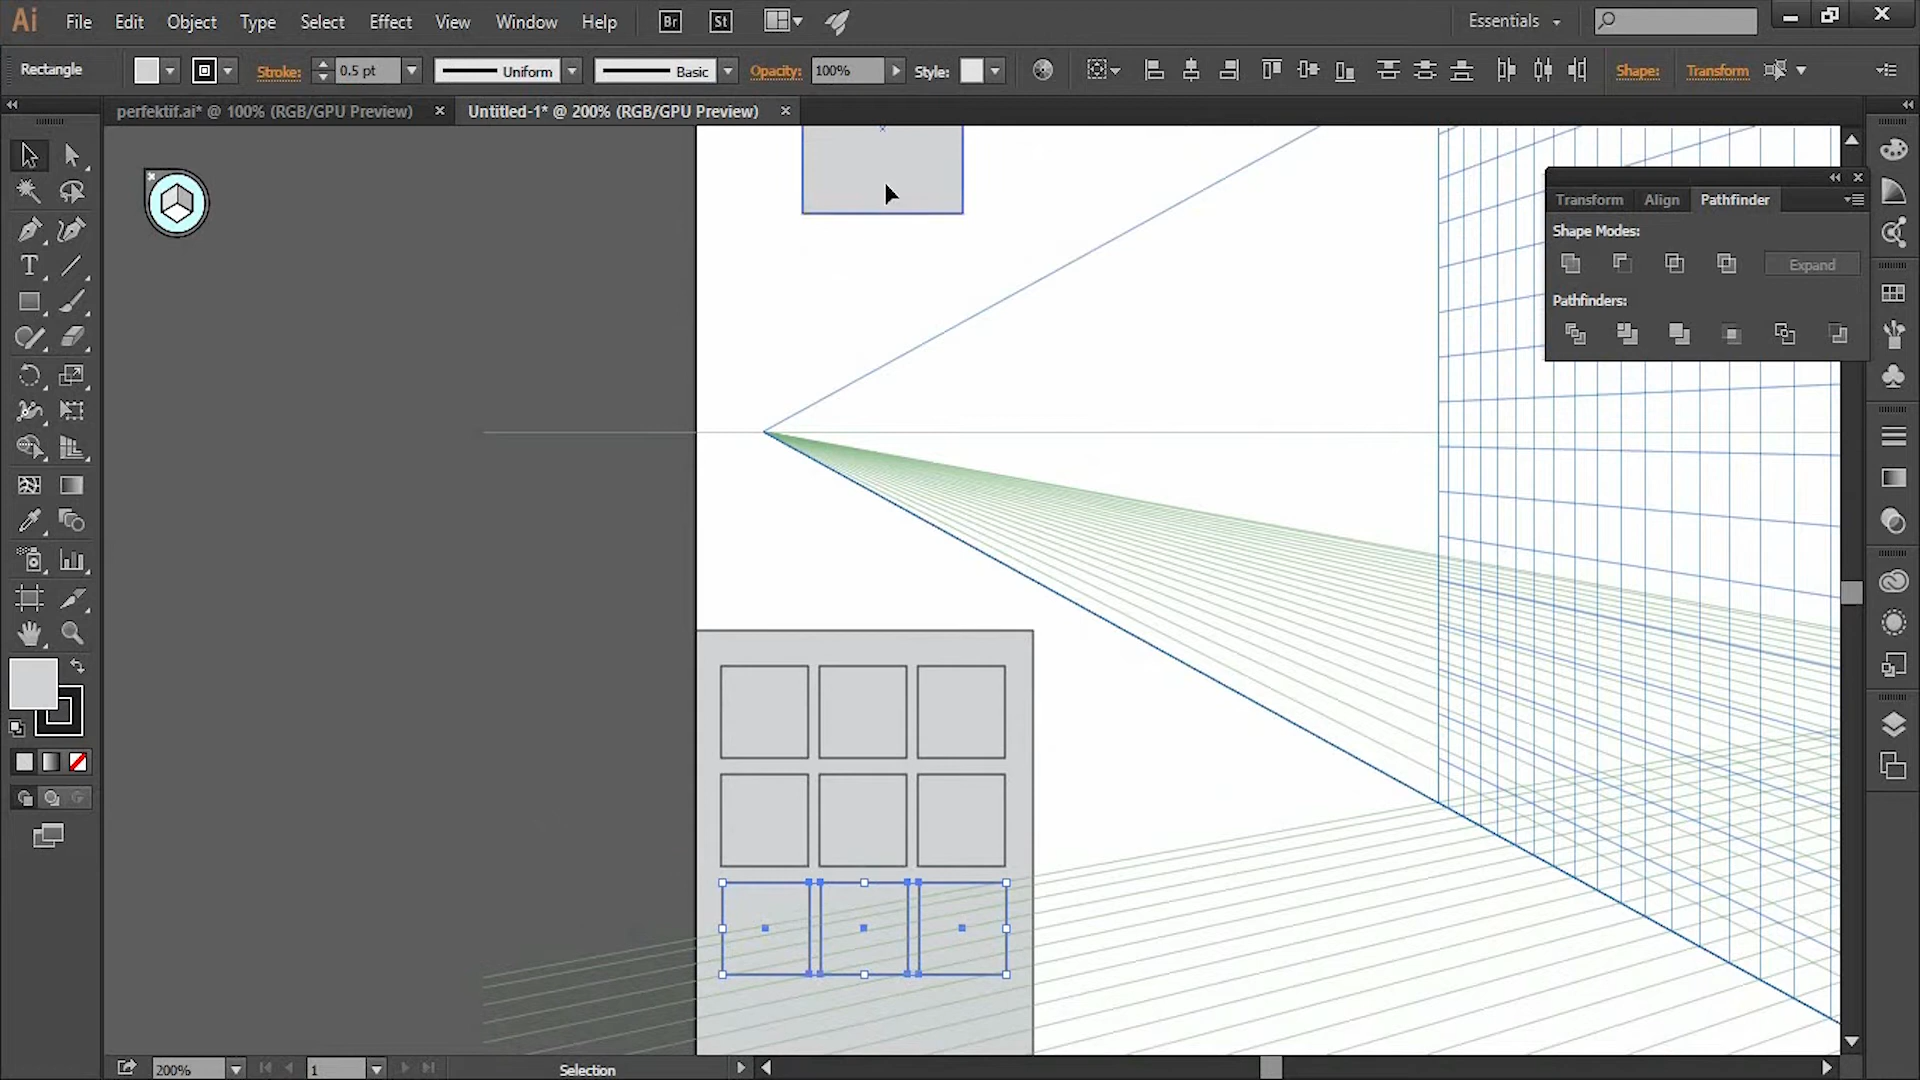 Ai File Edit Object Type Select Effect View Window Help Br St Essentials
Rectangle Stroke: 0.5 pt Uniform Basic Opacity: 100% Style: Shape: Transform
perfektif.ai* @ 100% (RGB/GPU Preview) Untitled-1* @ 200% (RGB/GPU Preview)
Transform Align Pathfinder
Shape Modes:
Expand
Pathfinders:
200% 1 Selection